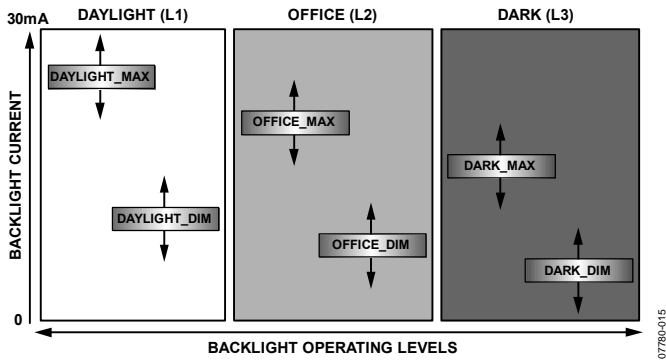 DAYLIGHT (L1) OFFICE (L2) DARK (L3)
30mA
DAYLIGHT_MAX
OFFICE_MAX
DARK_MAX
DAYLIGHT_DIM
OFFICE_DIM
DARK_DIM
BACKLIGHT CURRENT
0
BACKLIGHT OPERATING LEVELS
07780-015